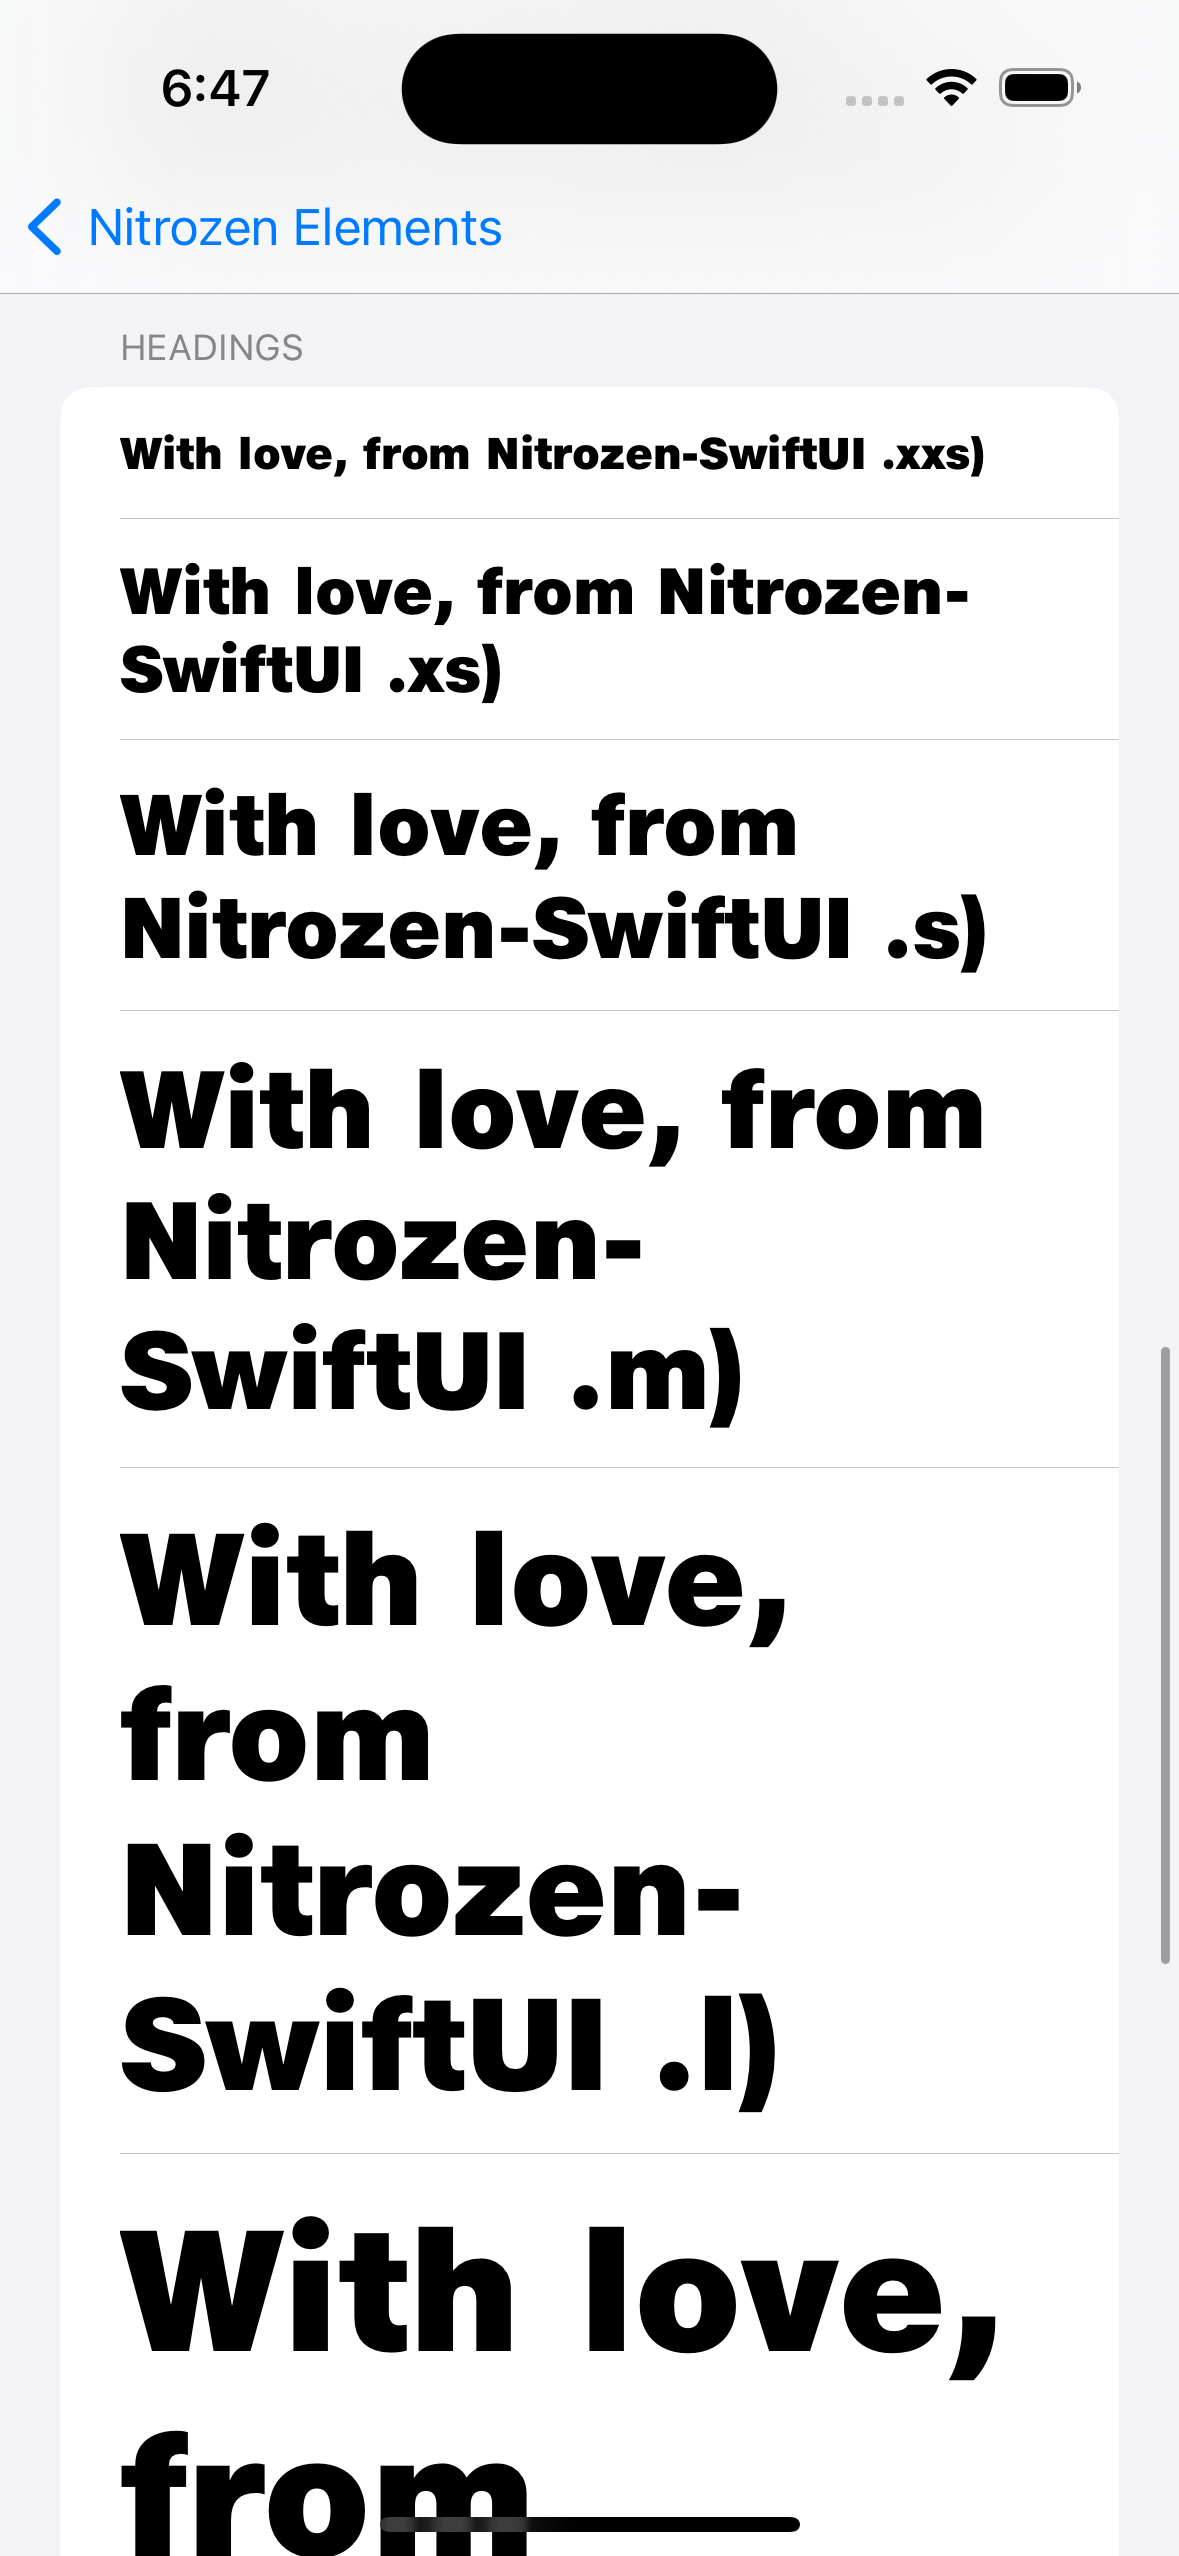 6:47
Nitrozen Elements
HEADINGS
With love, from Nitrozen-SwiftUI .xxs)
With love, from Nitrozen-
SwiftUI .xs)
With love, from
Nitrozen-SwiftUI .s)
With love, from
Nitrozen-
SwiftUI .m)
With love,
from
Nitrozen-
SwiftUI .l)
With love,
from